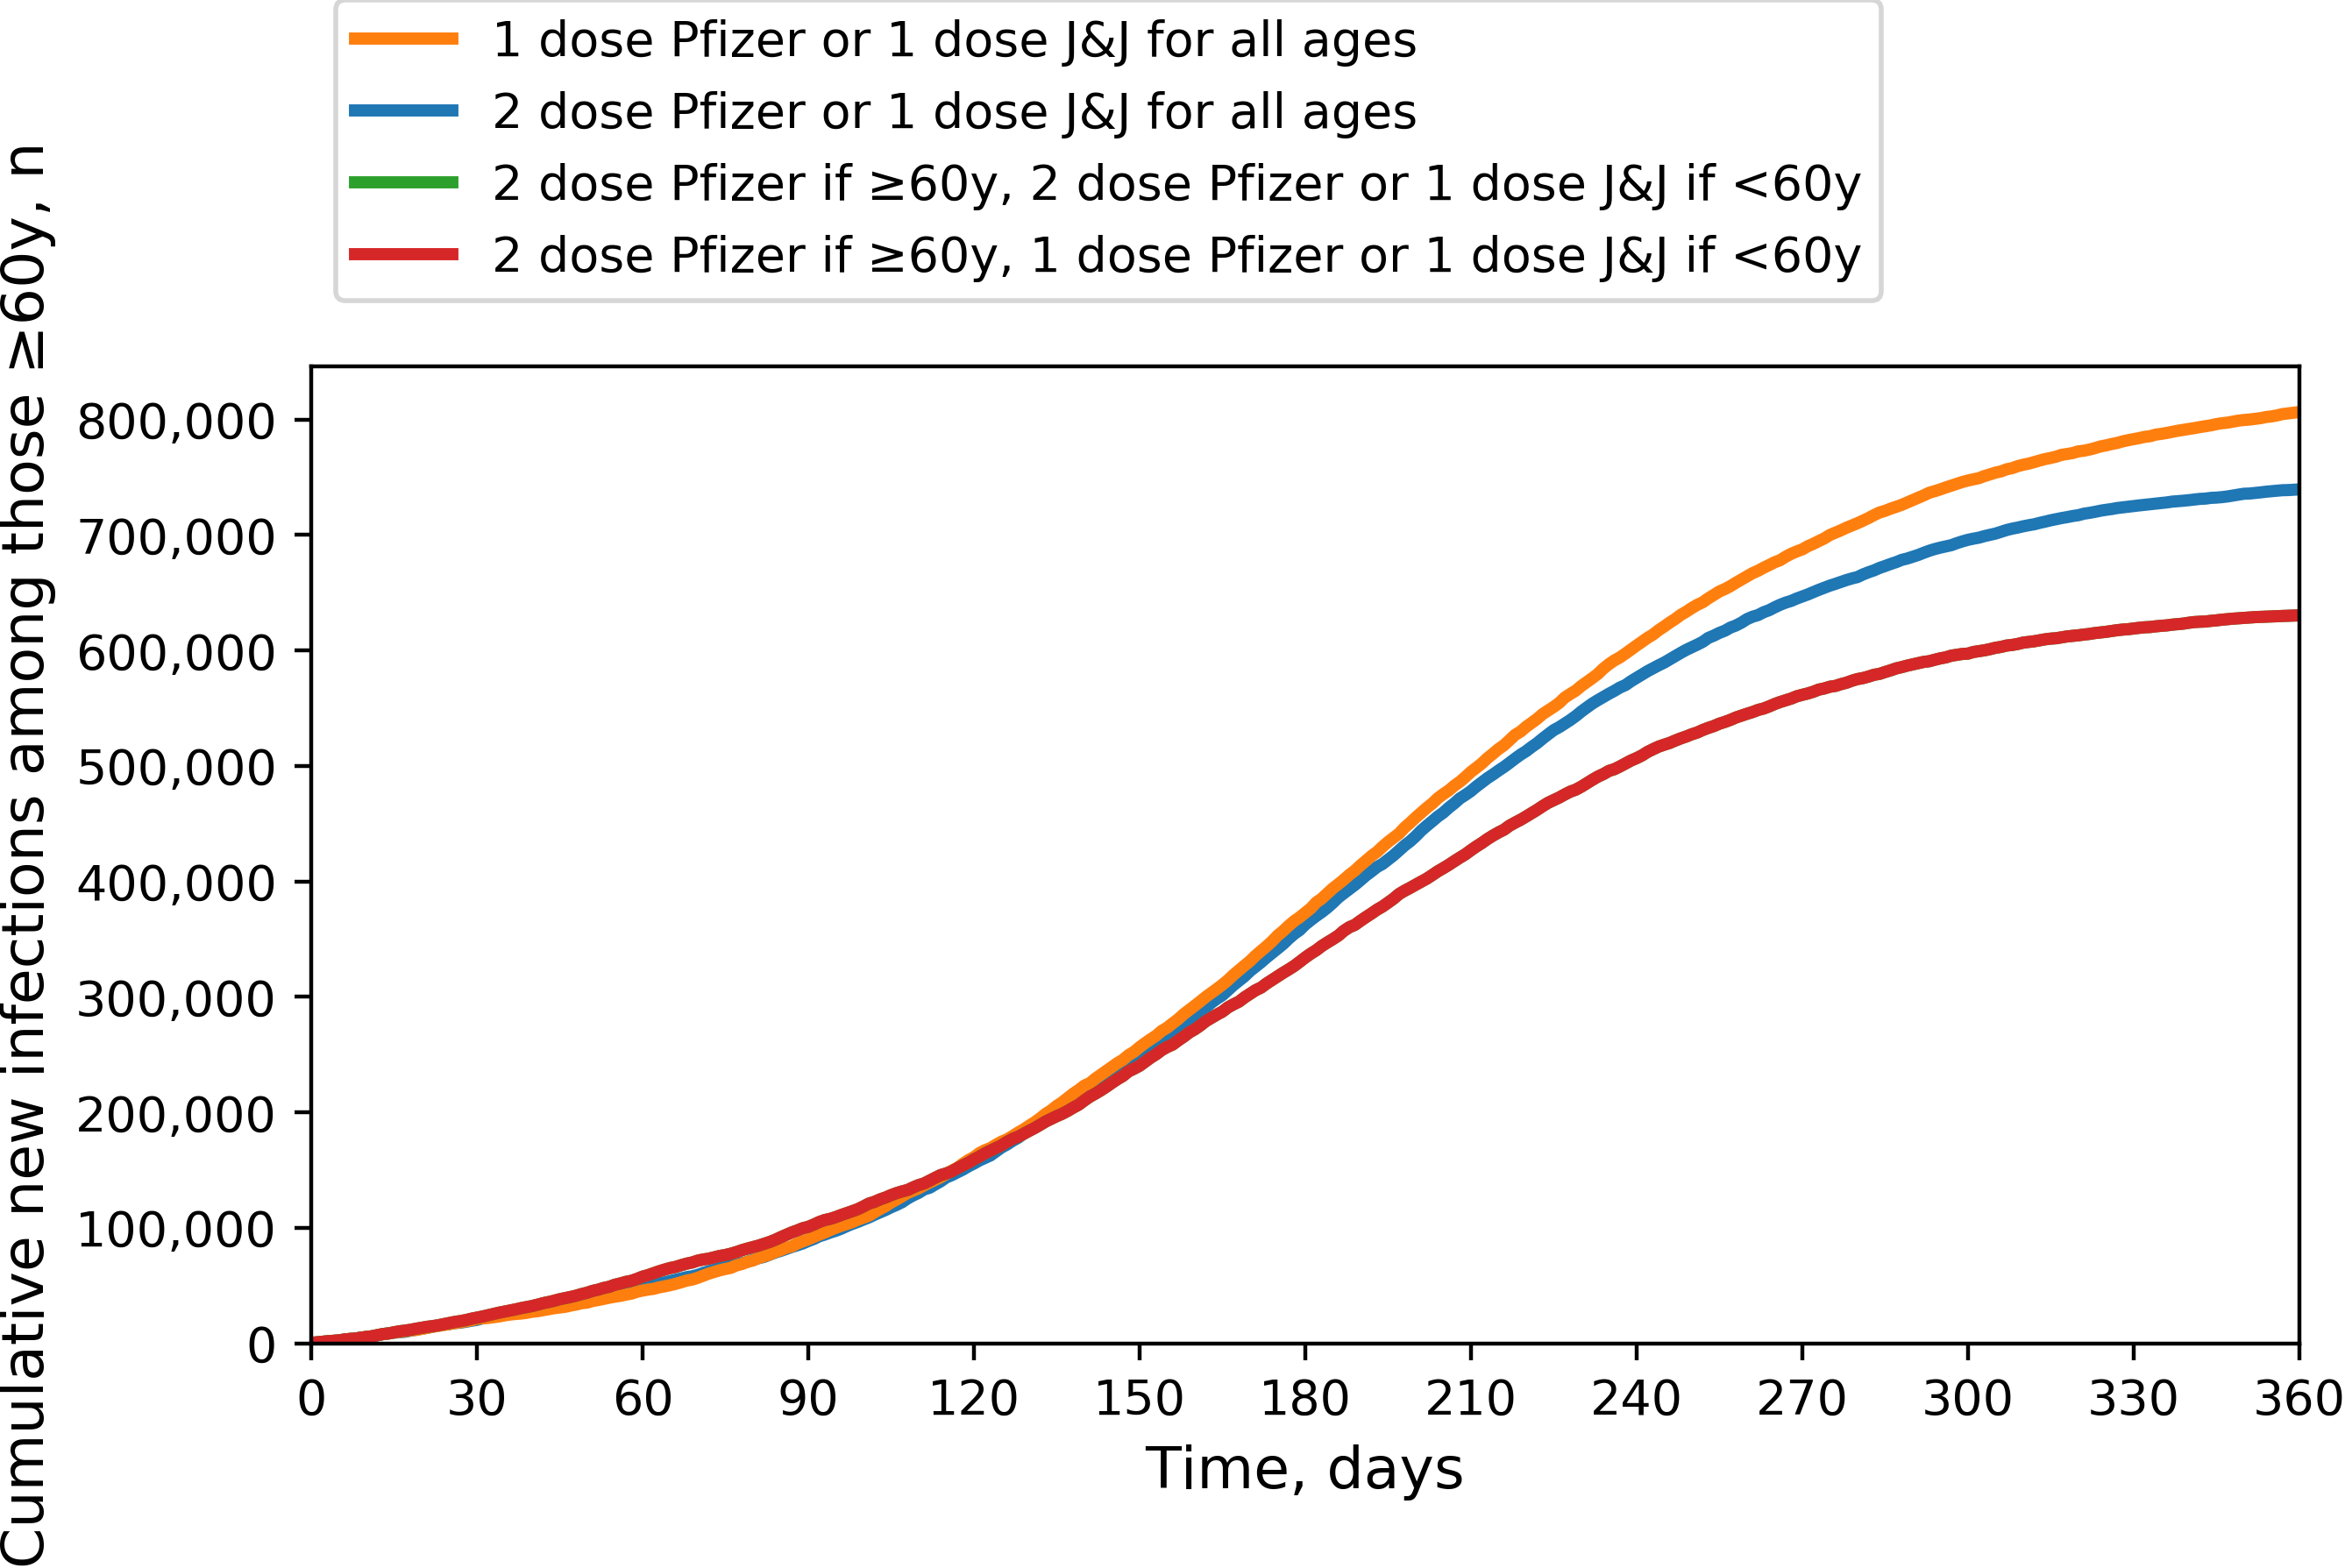 1 dose Pfizer or 1 dose J&J for all ages
2 dose Pfizer or 1 dose J&J for all ages
2 dose Pfizer if ≥60y, 2 dose Pfizer or 1 dose J&J if <60y
2 dose Pfizer if ≥60y, 1 dose Pfizer or 1 dose J&J if <60y
Cumulative new infections among those ≥60y, n
800,000
700,000
600,000
500,000
400,000
300,000
200,000
100,000
0
0 30 60 90 120 150 180 210 240 270 300 330 360
Time, days